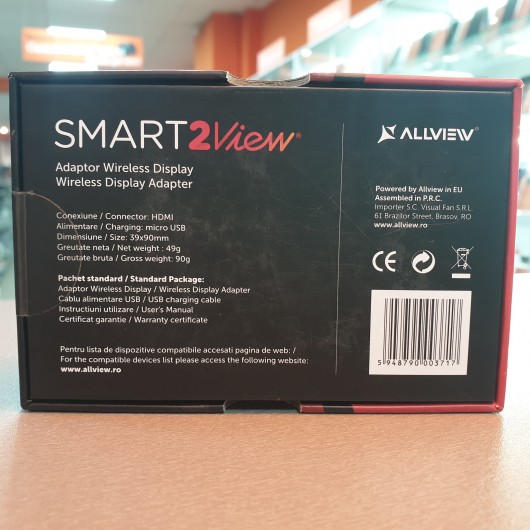 SMART2View®
Adaptor Wireless Display
Wireless Display Adapter
Conexiune / Connector: HDMI
Alimentare / Charging: micro USB
Dimensiune / Size: 39x90mm
Greutate neta / Net weight : 49g
Greutate bruta / Gross weight: 90g
Pachet standard / Standard Package:
Adaptor Wireless Display / Wireless Display Adapter
Cablu alimentare USB / USB charging cable
Instructiuni utilizare / User's Manual
Certificat garantie / Warranty certificate
Pentru lista de dispozitive compatibile accesati pagina de web: /
For the compatible devices list please access the following website:
www.allview.ro
ALLVIEW®
Powered by Allview in EU
Assembled in P.R.C.
Importer S.C. Visual Fan S.R.L.
61 Brazilor Street, Brasov, RO
www.allview.ro
CE
5 948790 003717